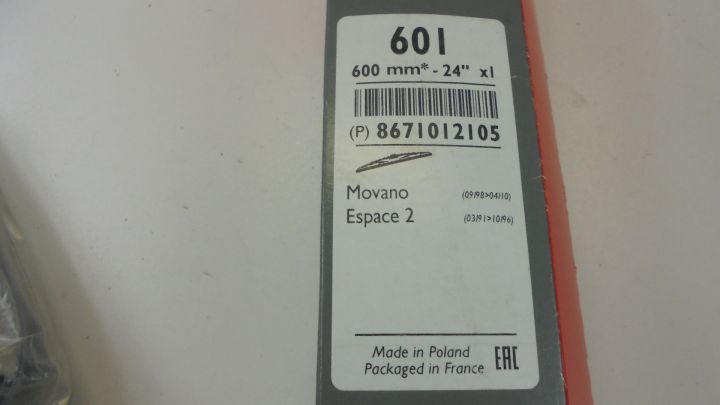 601
600 mm* - 24" x1
(P) 8671012105
Movano (09/98>04/10)
Espace 2 (03/91>10/96)
Made in Poland
Packaged in France EAC